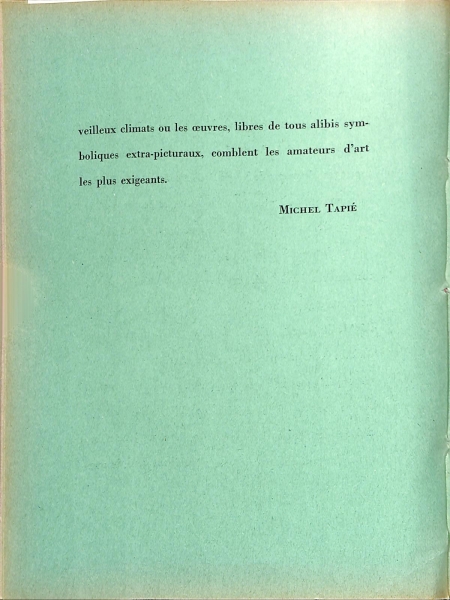 veilleux climats ou les œuvres, libres de tous alibis sym-
boliques extra-picturaux, comblent les amateurs d'art
les plus exigeants.
Michel Tapié